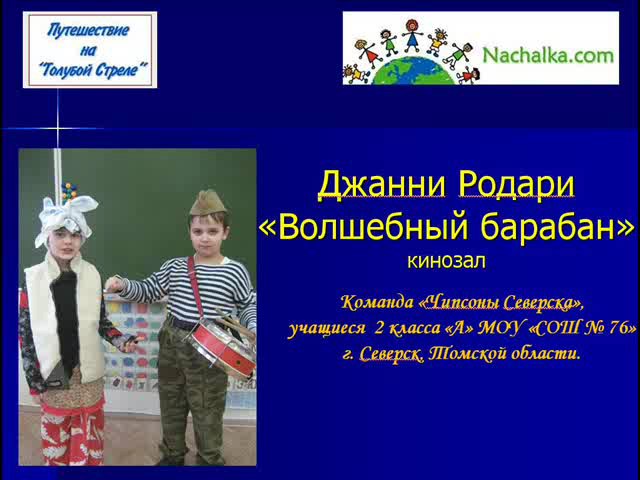 Путешествие
на
"Голубой Стреле"
Nachalka.com
Джанни Родари
«Волшебный барабан»
кинозал
Команда «Чипсоны Северска»,
учащиеся 2 класса «А» МОУ «СОШ № 76»
г. Северск, Томской области.